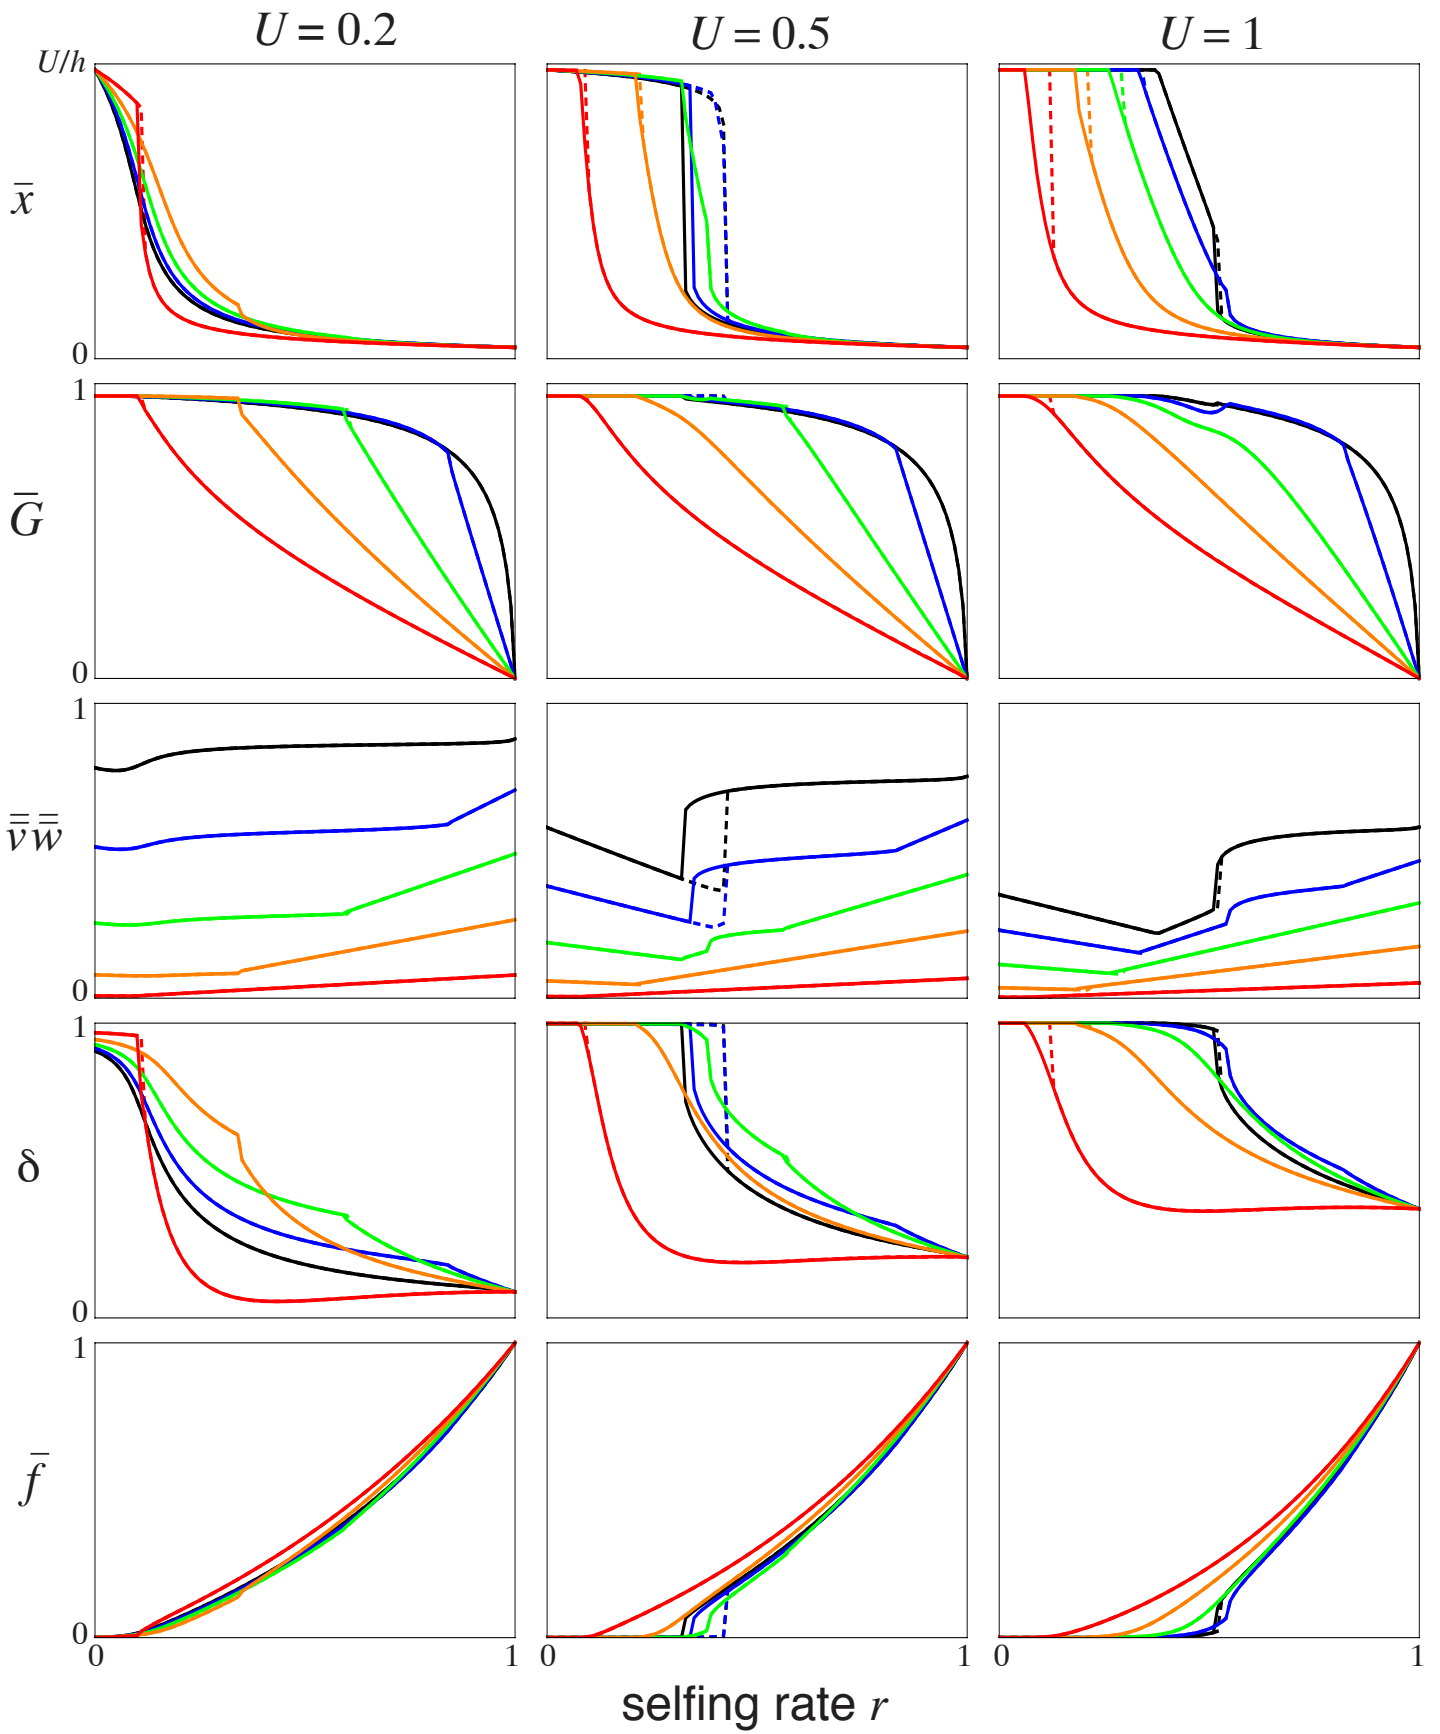 U = 0.2 U = 0.5 U = 1
U/h
x̄
0
1
Ḡ
0
1
v̿ w̿
0
1
δ
0
1
f̄
0
0 1 0 1 0 1
selfing rate r